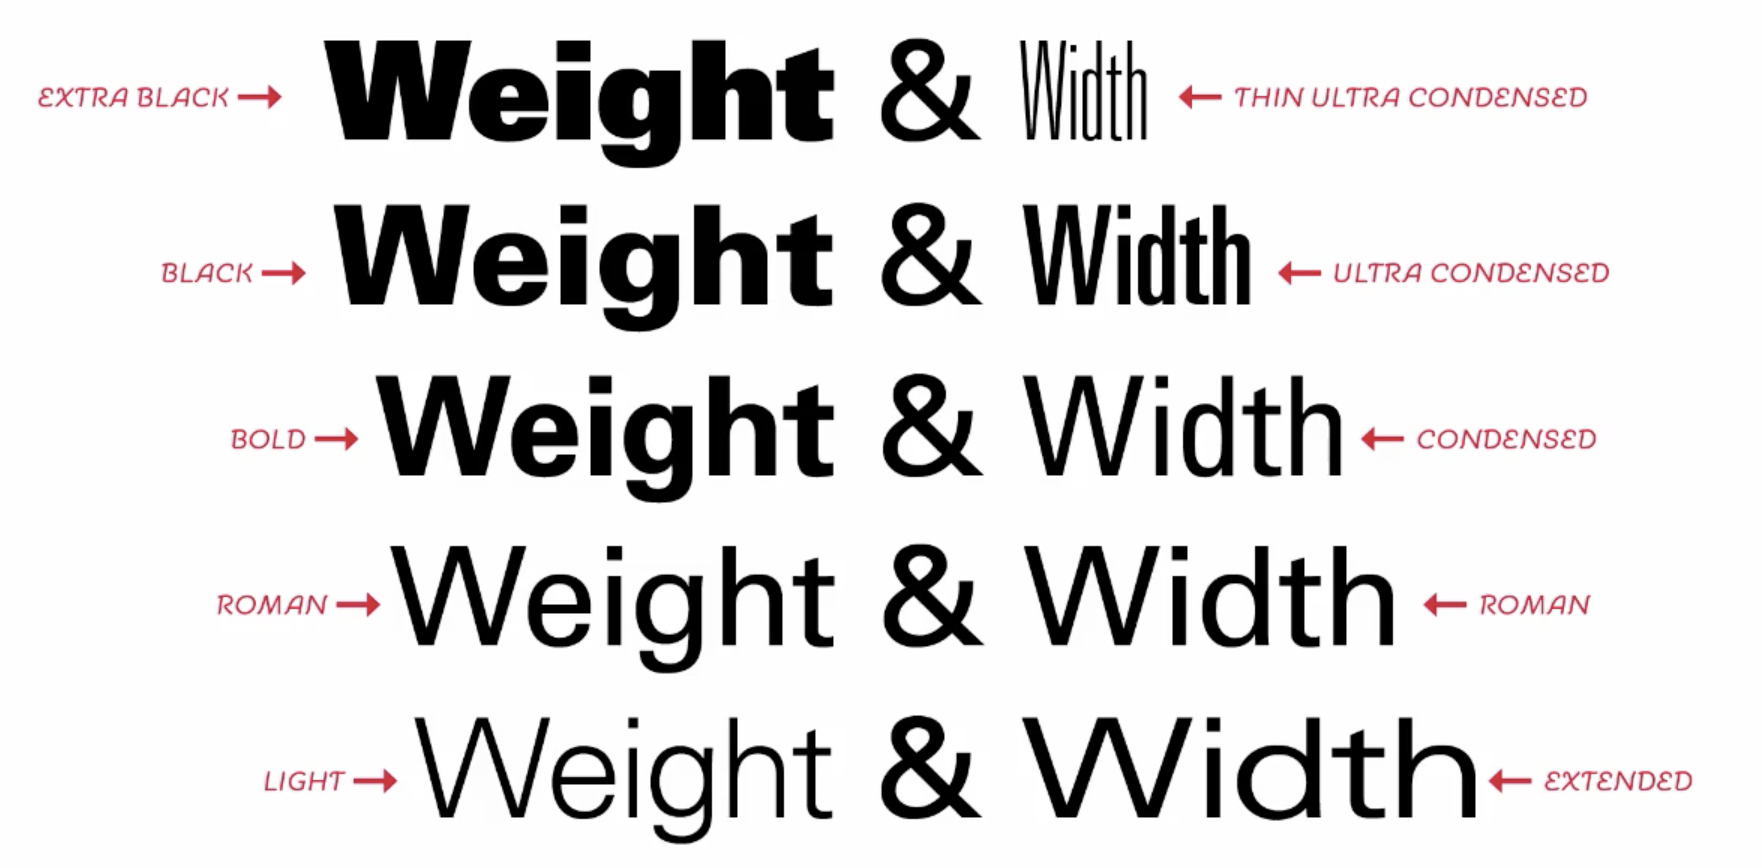 EXTRA BLACK Weight & Width THIN ULTRA CONDENSED
BLACK Weight & Width ULTRA CONDENSED
BOLD Weight & Width CONDENSED
ROMAN Weight & Width ROMAN
LIGHT Weight & Width EXTENDED